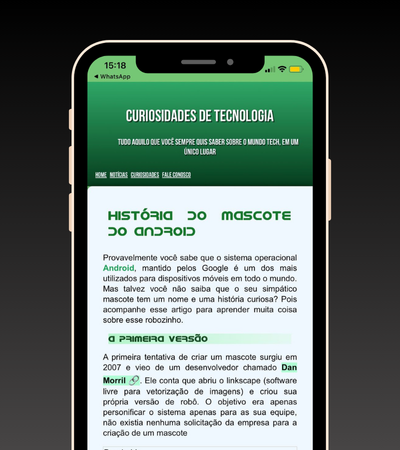 15:18
WhatsApp
CURIOSIDADES DE TECNOLOGIA
TUDO AQUILO QUE VOCÊ SEMPRE QUIS SABER SOBRE O MUNDO TECH, EM UM
ÚNICO LUGAR
HOME NOTÍCIAS CURIOSIDADES FALE CONOSCO
HISTÓRIA DO MASCOTE
DO ANDROID
Provavelmente você sabe que o sistema operacional
Android, mantido pelos Google é um dos mais
utilizados para dispositivos móveis em todo o mundo.
Mas talvez você não saiba que o seu simpático
mascote tem um nome e uma história curiosa? Pois
acompanhe esse artigo para aprender muita coisa
sobre esse robozinho.
A PRIMEIRA VERSÃO
A primeira tentativa de criar um mascote surgiu em
2007 e vieo de um desenvolvedor chamado Dan
Morril. Ele conta que abriu o linkscape (software
livre para vetorização de imagens) e criou sua
própria versão de robô. O objetivo era apenas
personificar o sistema apenas para as sua equipe,
não existia nenhuma solicitação da empresa para a
criação de um mascote